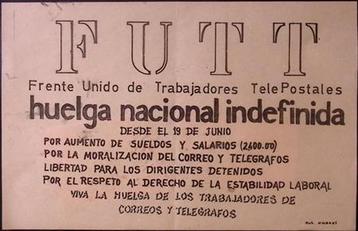 FUTT
Frente Unido de Trabajadores TelePostales
huelga nacional indefinida
DESDE EL 19 DE JUNIO
POR AUMENTO DE SUELDOS Y SALARIOS (2400.00)
POR LA MORALIZACION DEL CORREO Y TELEGRAFOS
LIBERTAD PARA LOS DIRIGENTES DETENIDOS
POR EL RESPETO AL DERECHO DE LA ESTABILIDAD LABORAL
VIVA LA HUELGA DE LOS TRABAJADORES DE
CORREOS Y TELEGRAFOS